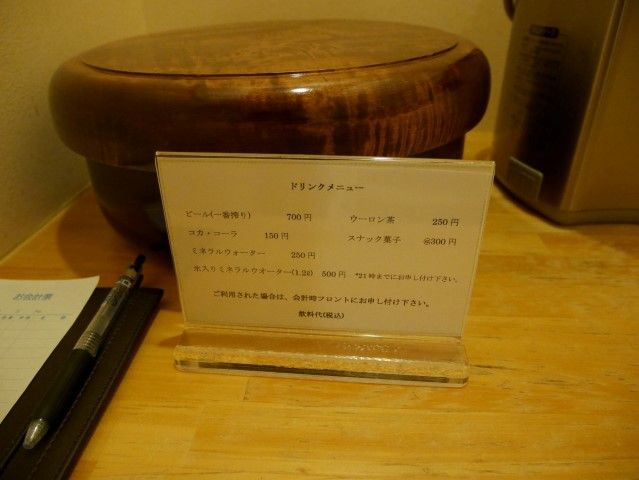 ドリンクメニュー
ビール(一番搾り) 700円 ウーロン茶 250円
コカ・コーラ 150円 スナック菓子 @300円
ミネラルウォーター 250円
氷入りミネラルウオーター(1.2ℓ) 500円 *21時までにお申し付け下さい。
ご利用された場合は、会計時フロントにお申し付け下さい。
飲料代(税込)
お会計票